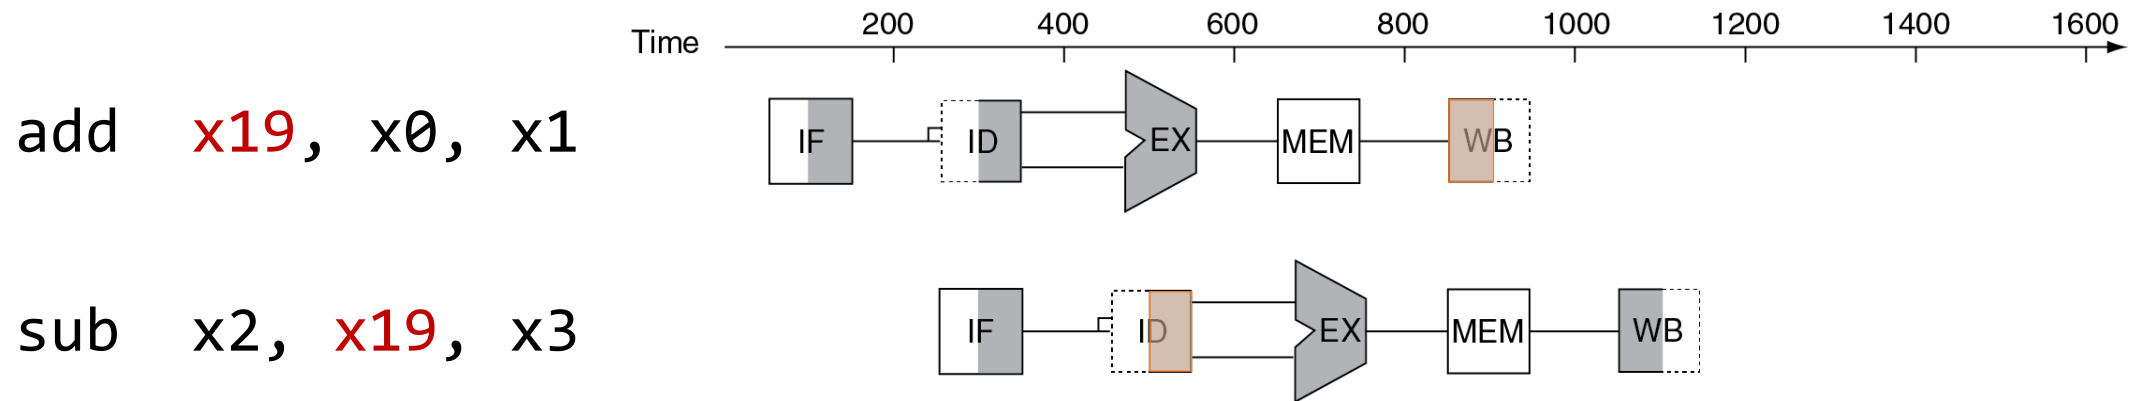 Time 200 400 600 800 1000 1200 1400 1600
add x19, x0, x1 IF ID EX MEM WB
sub x2, x19, x3 IF ID EX MEM WB